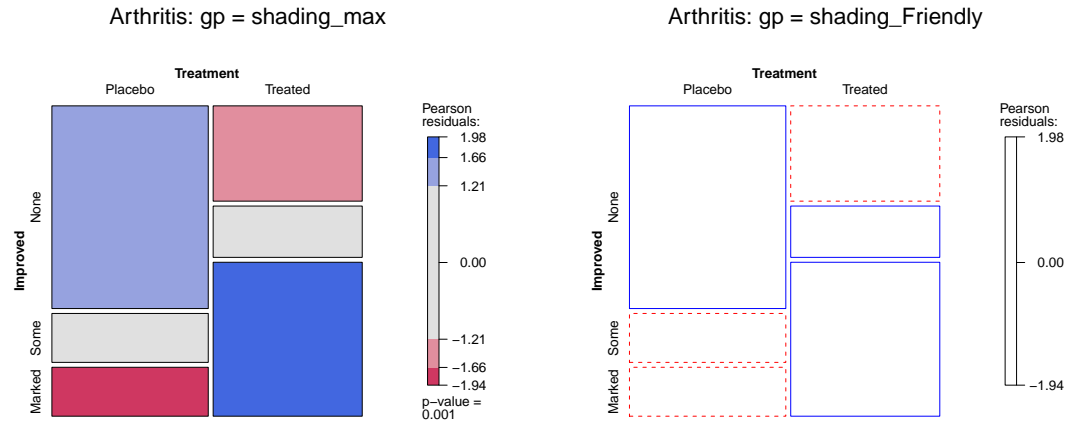 Arthritis: gp = shading_max
Treatment
Placebo Treated
Improved
None
Some
Marked
Pearson
residuals:
1.98
1.66
1.21
0.00
−1.21
−1.66
−1.94
p−value =
0.001
Arthritis: gp = shading_Friendly
Treatment
Placebo Treated
Improved
None
Some
Marked
Pearson
residuals:
1.98
0.00
−1.94